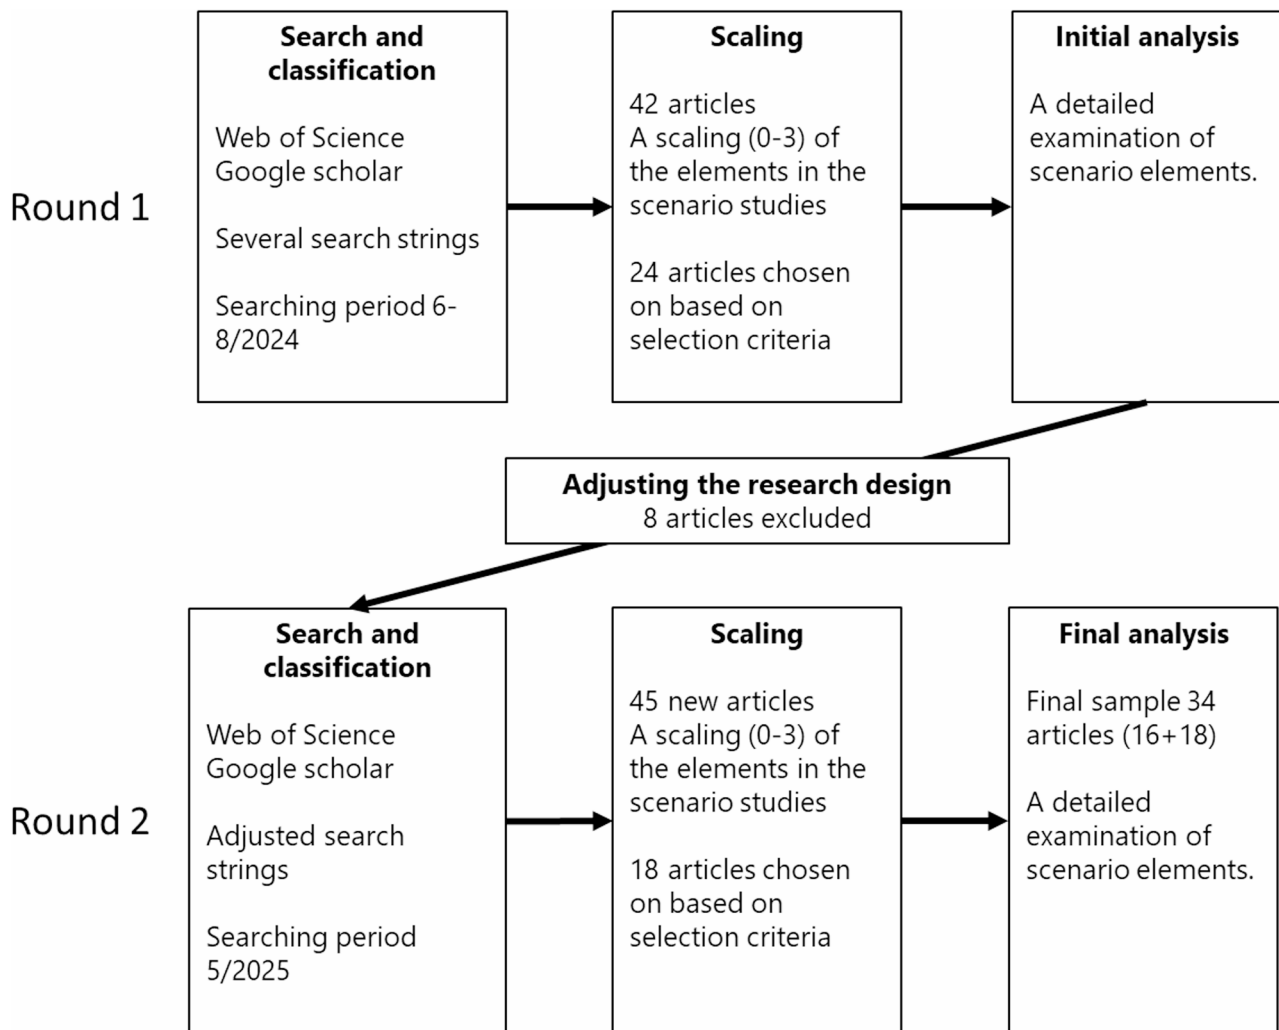 Round 1
Search and
classification
Web of Science
Google scholar
Several search strings
Searching period 6-
8/2024
Scaling
42 articles
A scaling (0-3) of
the elements in the
scenario studies
24 articles chosen
on based on
selection criteria
Initial analysis
A detailed
examination of
scenario elements.
Adjusting the research design
8 articles excluded
Round 2
Search and
classification
Web of Science
Google scholar
Adjusted search
strings
Searching period
5/2025
Scaling
45 new articles
A scaling (0-3) of
the elements in the
scenario studies
18 articles chosen
on based on
selection criteria
Final analysis
Final sample 34
articles (16+18)
A detailed
examination of
scenario elements.